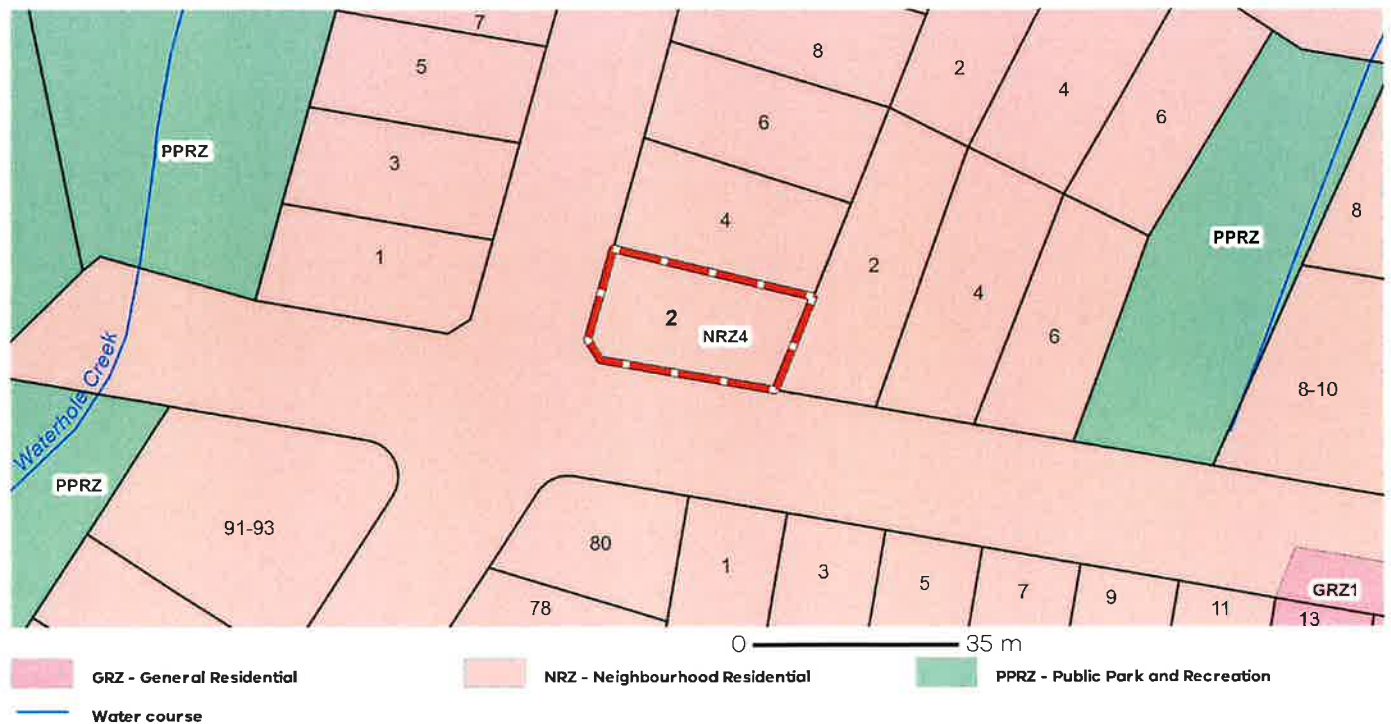 7
5
8
2
4
6
6
PPRZ
3
4
8
PPRZ
1
2
4
6
2
NRZ4
Waterhole Creek
8-10
PPRZ
91-93
80
1
3
5
7
9
11
GRZ1
13
78
0 35 m
GRZ - General Residential
NRZ - Neighbourhood Residential
PPRZ - Public Park and Recreation
Water course